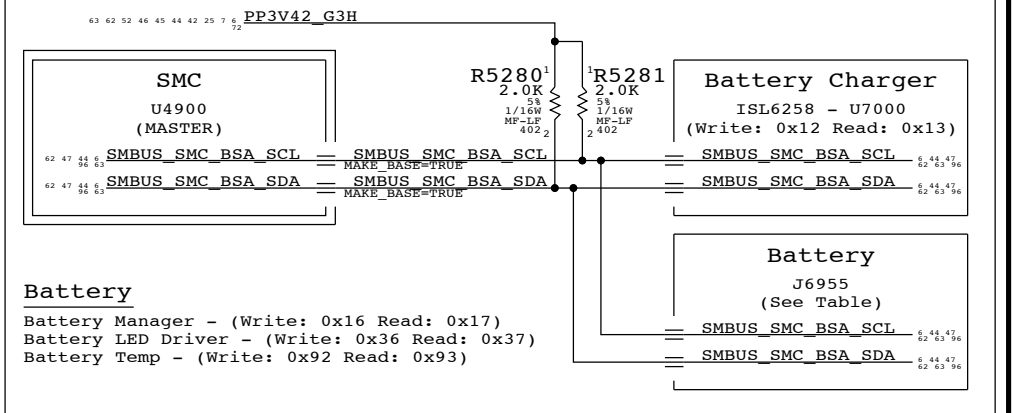 63 62 52 46 45 44 42 25 7 6 PP3V42_G3H
72
SMC
U4900
(MASTER)
62 47 44 6 SMBUS_SMC_BSA_SCL
96 63
62 47 44 6 SMBUS_SMC_BSA_SDA
96 63
SMBUS_SMC_BSA_SCL
MAKE_BASE=TRUE
SMBUS_SMC_BSA_SDA
MAKE_BASE=TRUE
R5280 1
2.0K
5%
1/16W
MF-LF
402 2
1 R5281
2.0K
5%
1/16W
MF-LF
2 402
Battery Charger
ISL6258 - U7000
(Write: 0x12 Read: 0x13)
SMBUS_SMC_BSA_SCL 6 44 47
62 63 96
SMBUS_SMC_BSA_SDA 6 44 47
62 63 96
Battery
J6955
(See Table)
SMBUS_SMC_BSA_SCL 6 44 47
62 63 96
SMBUS_SMC_BSA_SDA 6 44 47
62 63 96
Battery
Battery Manager - (Write: 0x16 Read: 0x17)
Battery LED Driver - (Write: 0x36 Read: 0x37)
Battery Temp - (Write: 0x92 Read: 0x93)